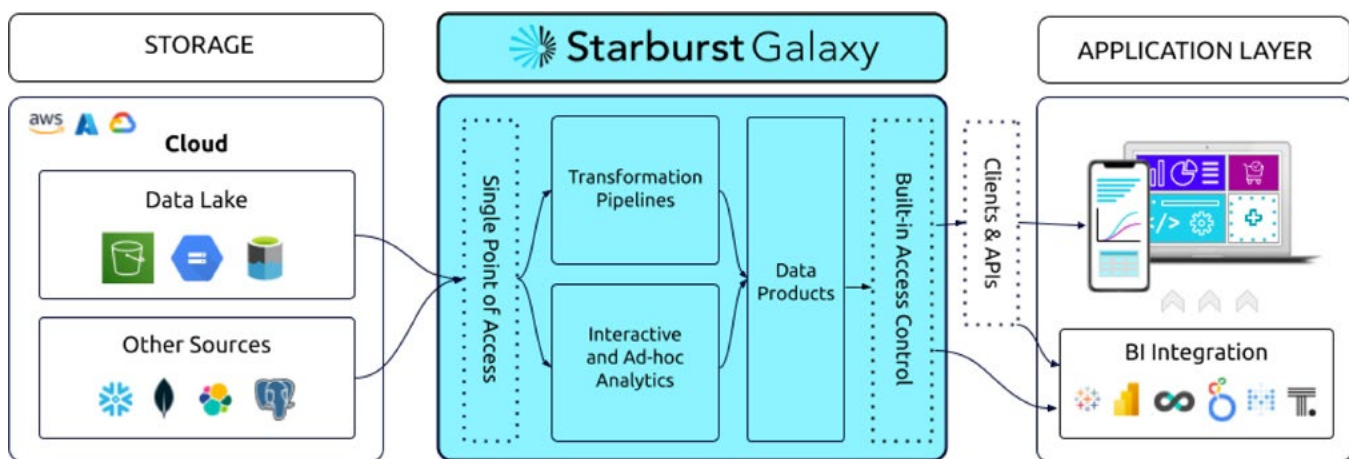 STORAGE
Starburst Galaxy
APPLICATION LAYER
aws
Cloud
Data Lake
Other Sources
Single Point of Access
Transformation
Pipelines
Interactive
and Ad-hoc
Analytics
Data
Products
Built-in Access Control
Clients & APIs
</>
BI Integration
T.